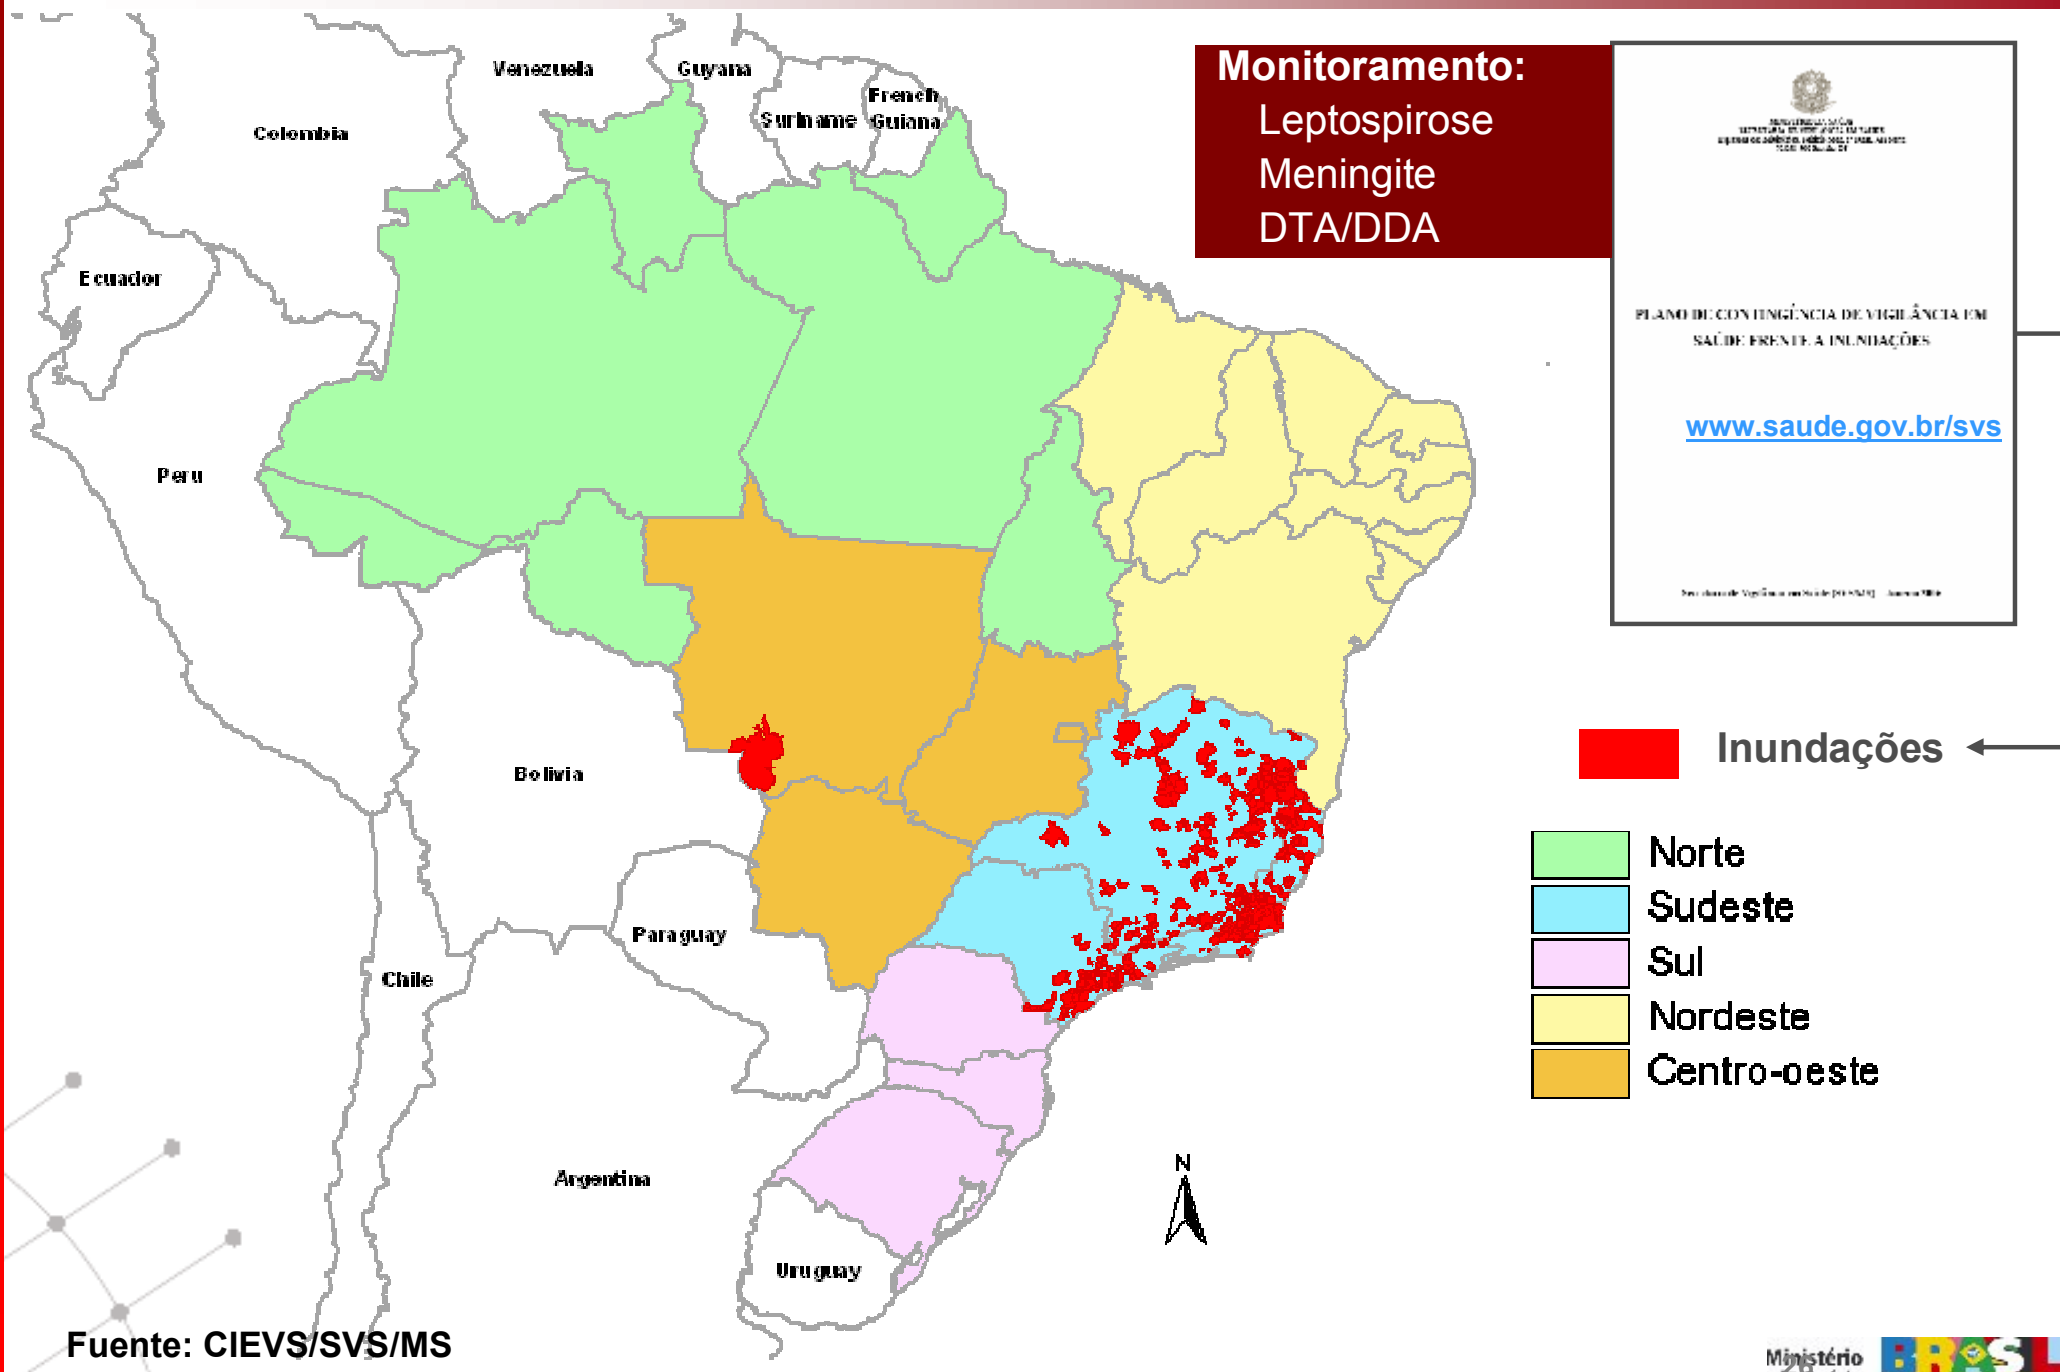 Monitoramento:
Leptospirose
Meningite
DTA/DDA
PLANO DE CONTINGÊNCIA DE VIGILÂNCIA EM
SAÚDE FRENTE A INUNDAÇÕES
www.saude.gov.br/svs
Venezuela
Guyana
Suriname
French
Guiana
Colombia
Ecuador
Peru
Bolivia
Paraguay
Chile
Argentina
Uruguay
Inundações
Norte
Sudeste
Sul
Nordeste
Centro-oeste
N
Fuente: CIEVS/SVS/MS
Ministério
BRASIL